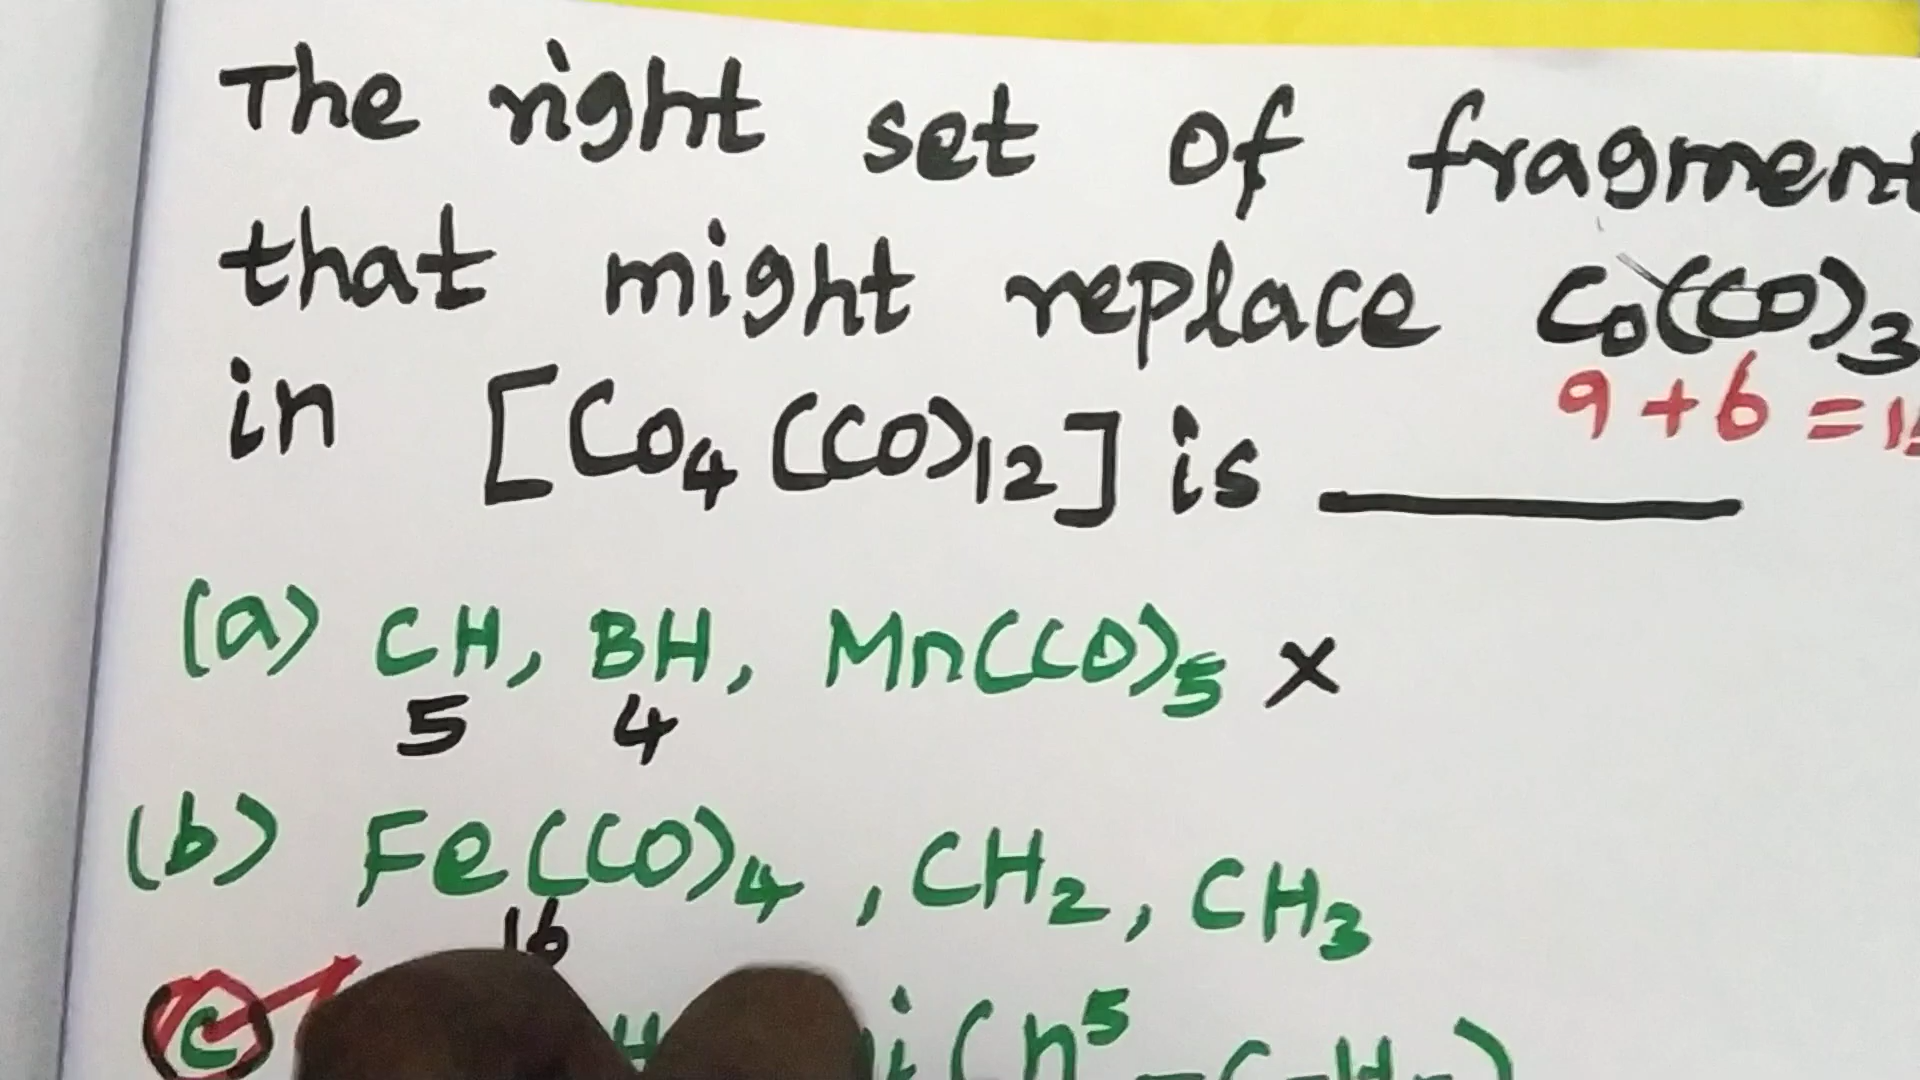 The right set of fragment
that might replace Co(CO)3
9+6=15
in [Co4(CO)12] is
(a) CH, BH, Mn(CO)5 X
5 4
(b) Fe(CO)4, CH2, CH3
16
c